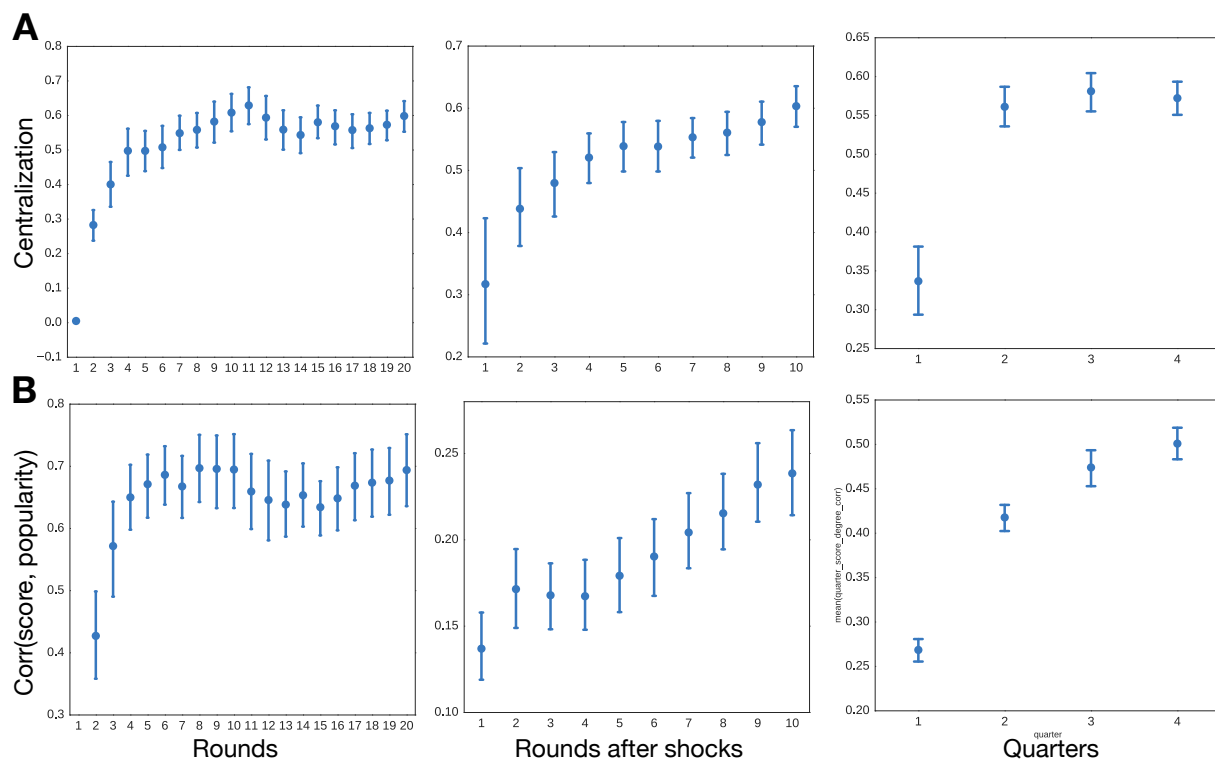 A
Centralization
0.8
0.7
0.6
0.5
0.4
0.3
0.2
0.1
0.0
−0.1
1 2 3 4 5 6 7 8 9 10 11 12 13 14 15 16 17 18 19 20
0.7
0.6
0.5
0.4
0.3
0.2
1 2 3 4 5 6 7 8 9 10
0.65
0.60
0.55
0.50
0.45
0.40
0.35
0.30
0.25
1 2 3 4
B
Corr(score, popularity)
0.8
0.7
0.6
0.5
0.4
0.3
1 2 3 4 5 6 7 8 9 10 11 12 13 14 15 16 17 18 19 20
Rounds
0.25
0.20
0.15
0.10
1 2 3 4 5 6 7 8 9 10
Rounds after shocks
mean(quarter_score_degree_corr)
0.55
0.50
0.45
0.40
0.35
0.30
0.25
0.20
1 2 3 4
quarter
Quarters